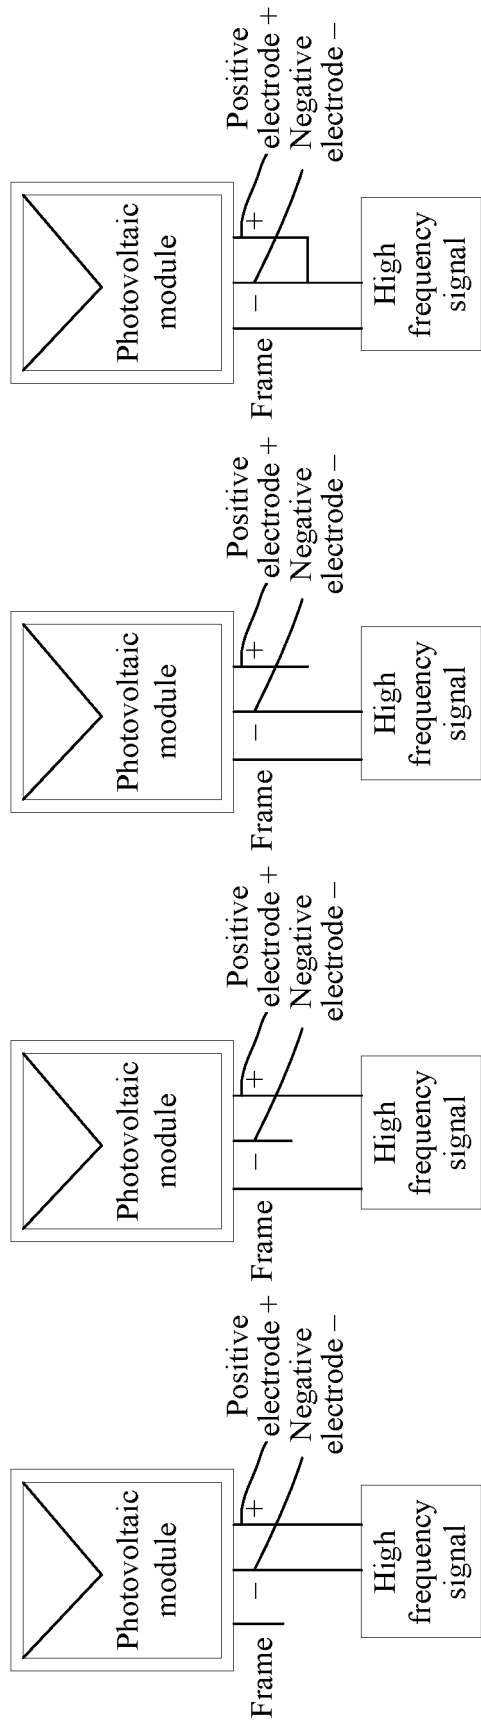 Photovoltaic
module
+
−
Positive
electrode +
Negative
electrode −
Frame
High
frequency
signal
Photovoltaic
module
+
−
Positive
electrode +
Negative
electrode −
Frame
High
frequency
signal
Photovoltaic
module
+
−
Positive
electrode +
Negative
electrode −
Frame
High
frequency
signal
Photovoltaic
module
+
−
Positive
electrode +
Negative
electrode −
Frame
High
frequency
signal